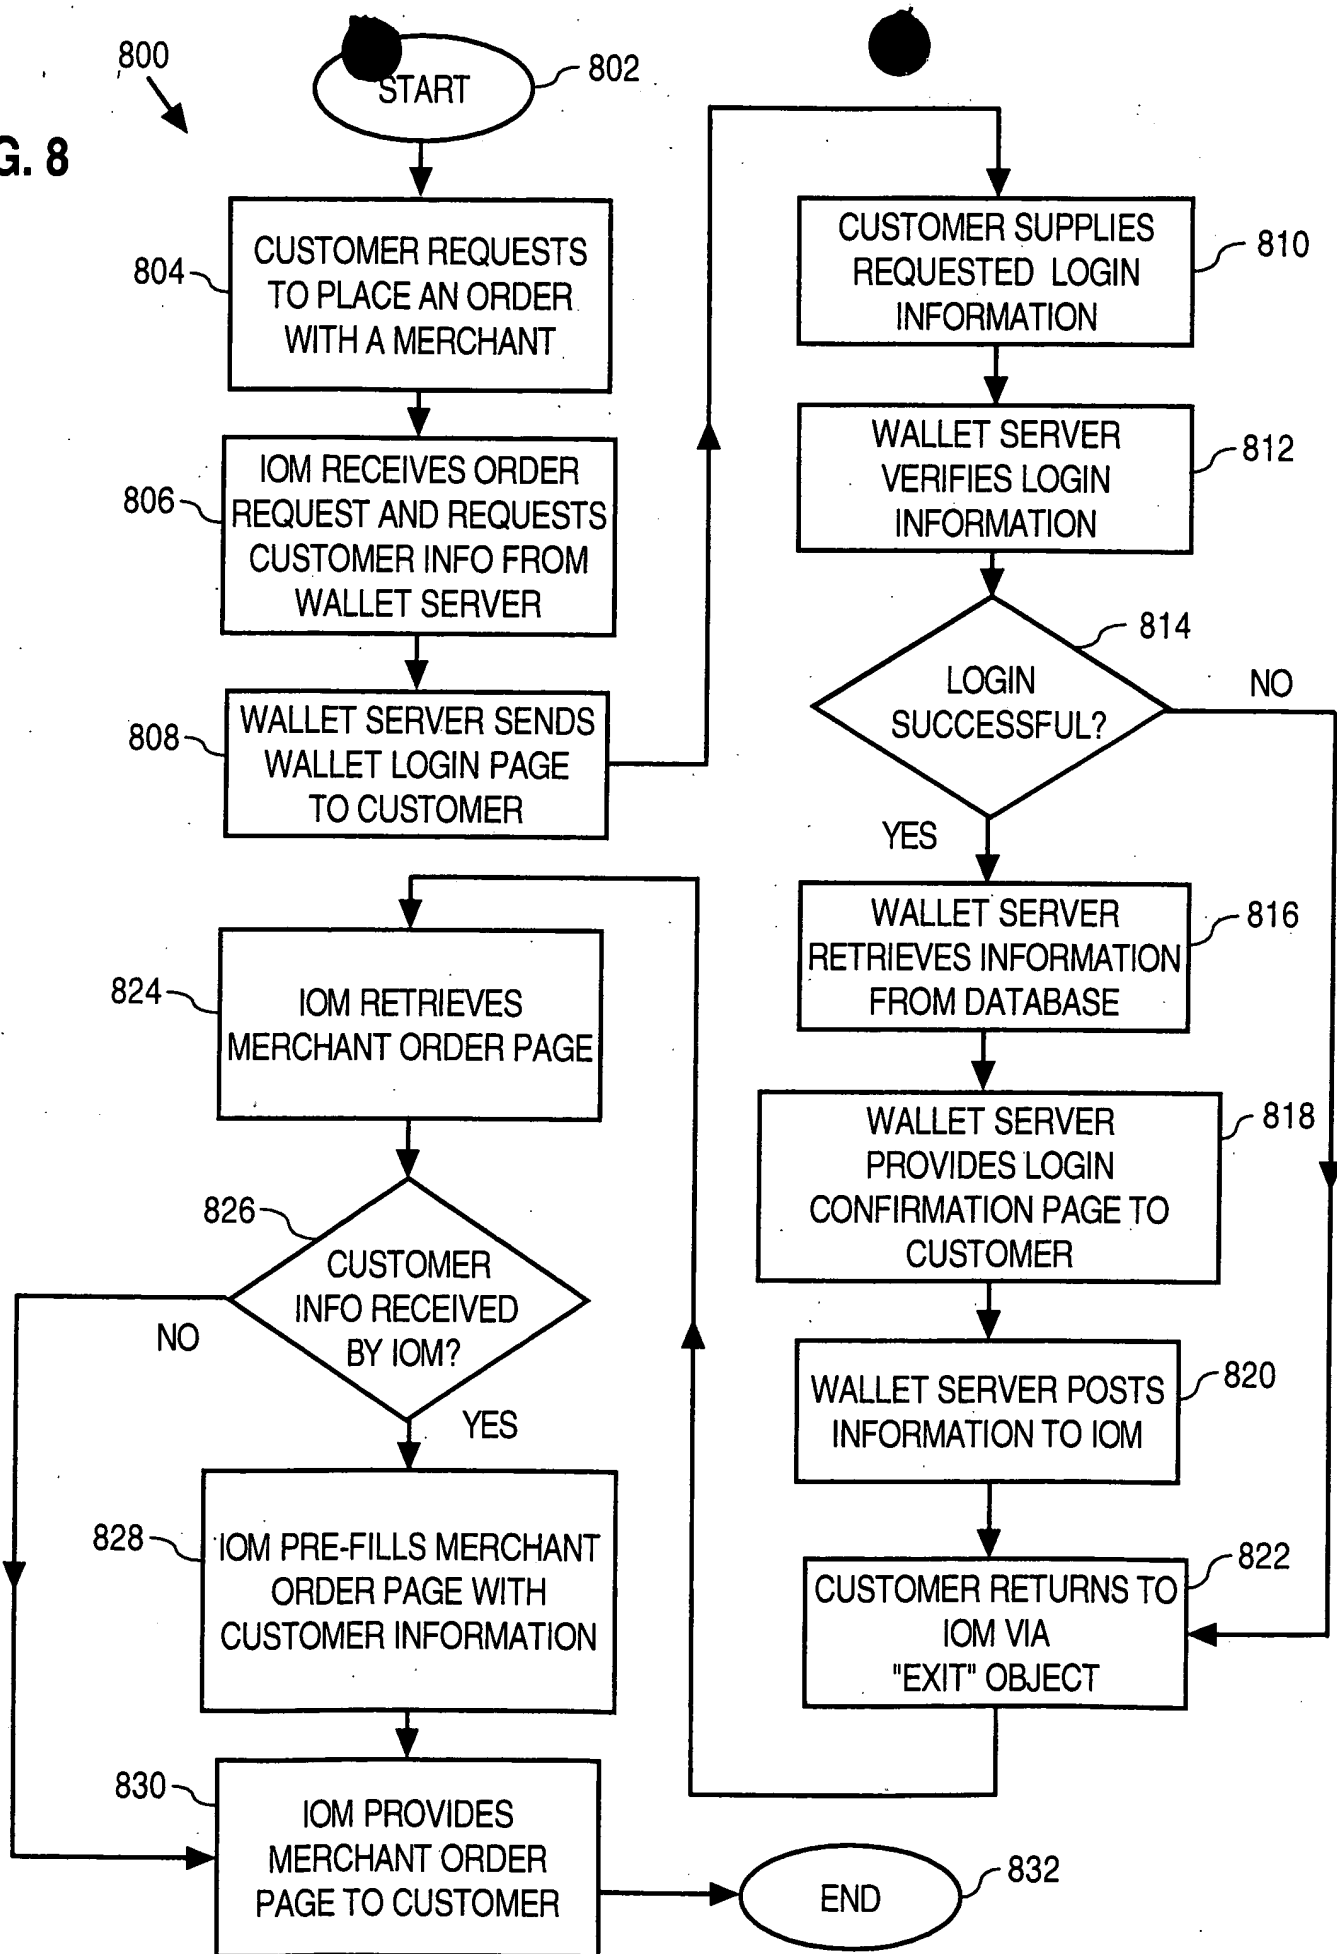 800
G. 8
START
802
804
CUSTOMER REQUESTS
TO PLACE AN ORDER
WITH A MERCHANT
806
IOM RECEIVES ORDER
REQUEST AND REQUESTS
CUSTOMER INFO FROM
WALLET SERVER
808
WALLET SERVER SENDS
WALLET LOGIN PAGE
TO CUSTOMER
CUSTOMER SUPPLIES
REQUESTED LOGIN
INFORMATION
810
WALLET SERVER
VERIFIES LOGIN
INFORMATION
812
LOGIN
SUCCESSFUL?
814
NO
YES
WALLET SERVER
RETRIEVES INFORMATION
FROM DATABASE
816
WALLET SERVER
PROVIDES LOGIN
CONFIRMATION PAGE TO
CUSTOMER
818
WALLET SERVER POSTS
INFORMATION TO IOM
820
CUSTOMER RETURNS TO
IOM VIA
"EXIT" OBJECT
822
824
IOM RETRIEVES
MERCHANT ORDER PAGE
826
CUSTOMER
INFO RECEIVED
BY IOM?
NO
YES
828
IOM PRE-FILLS MERCHANT
ORDER PAGE WITH
CUSTOMER INFORMATION
830
IOM PROVIDES
MERCHANT ORDER
PAGE TO CUSTOMER
END
832